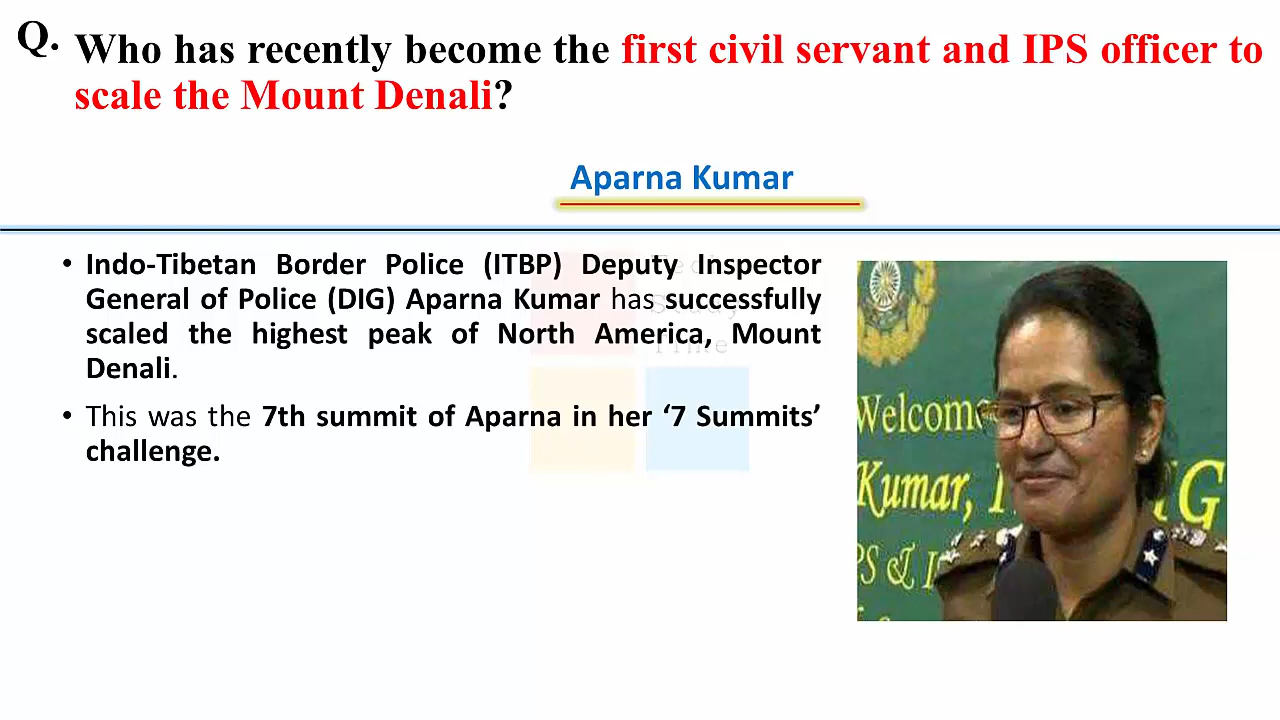 Q. Who has recently become the first civil servant and IPS officer to
scale the Mount Denali?
Aparna Kumar
• Indo-Tibetan Border Police (ITBP) Deputy Inspector
General of Police (DIG) Aparna Kumar has successfully
scaled the highest peak of North America, Mount
Denali.
• This was the 7th summit of Aparna in her ‘7 Summits’
challenge.
Study
Time
Welcome
Kumar, I
IG
PS & I